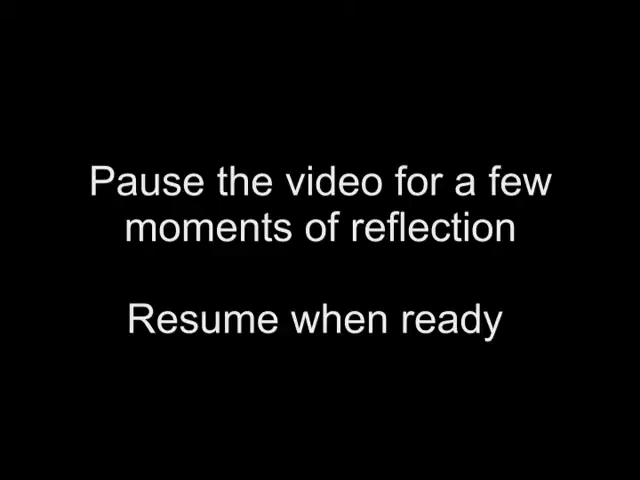 Pause the video for a few
moments of reflection
Resume when ready